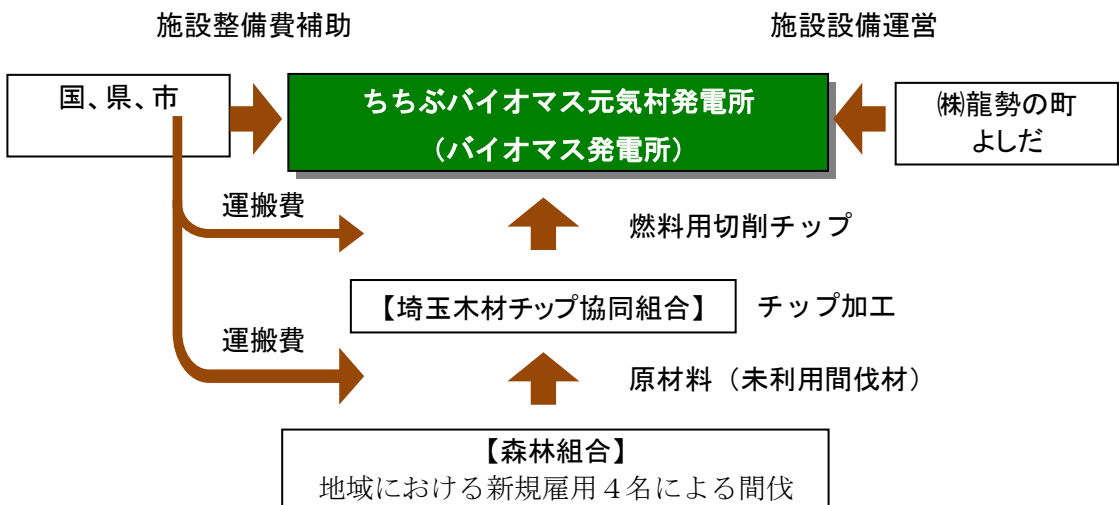 施設整備費補助
施設設備運営
国、県、市
ちちぶバイオマス元気村発電所
(バイオマス発電所)
㈱龍勢の町
よしだ
運搬費
燃料用切削チップ
【埼玉木材チップ協同組合】
チップ加工
運搬費
原材料（未利用間伐材）
【森林組合】
地域における新規雇用４名による間伐